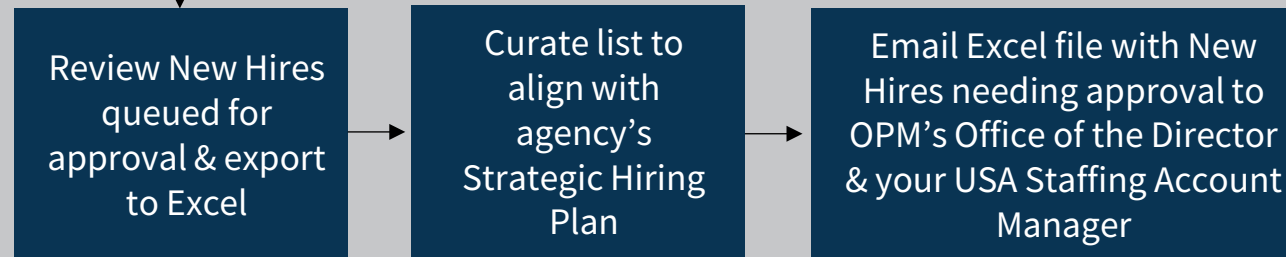 Review New Hires
queued for
approval & export
to Excel
Curate list to
align with
agency’s
Strategic Hiring
Plan
Email Excel file with New
Hires needing approval to
OPM’s Office of the Director
& your USA Staffing Account
Manager